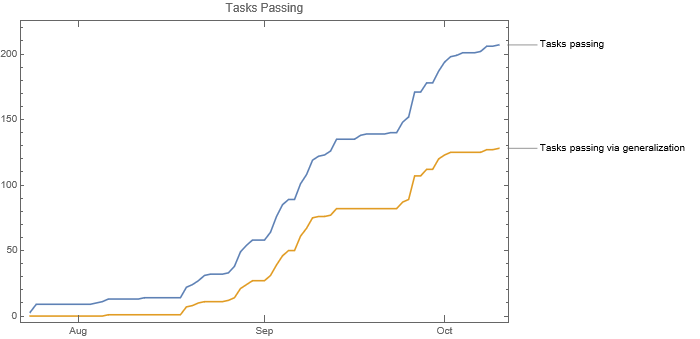 Tasks Passing
200
150
100
50
0
Aug
Sep
Oct
Tasks passing
Tasks passing via generalization